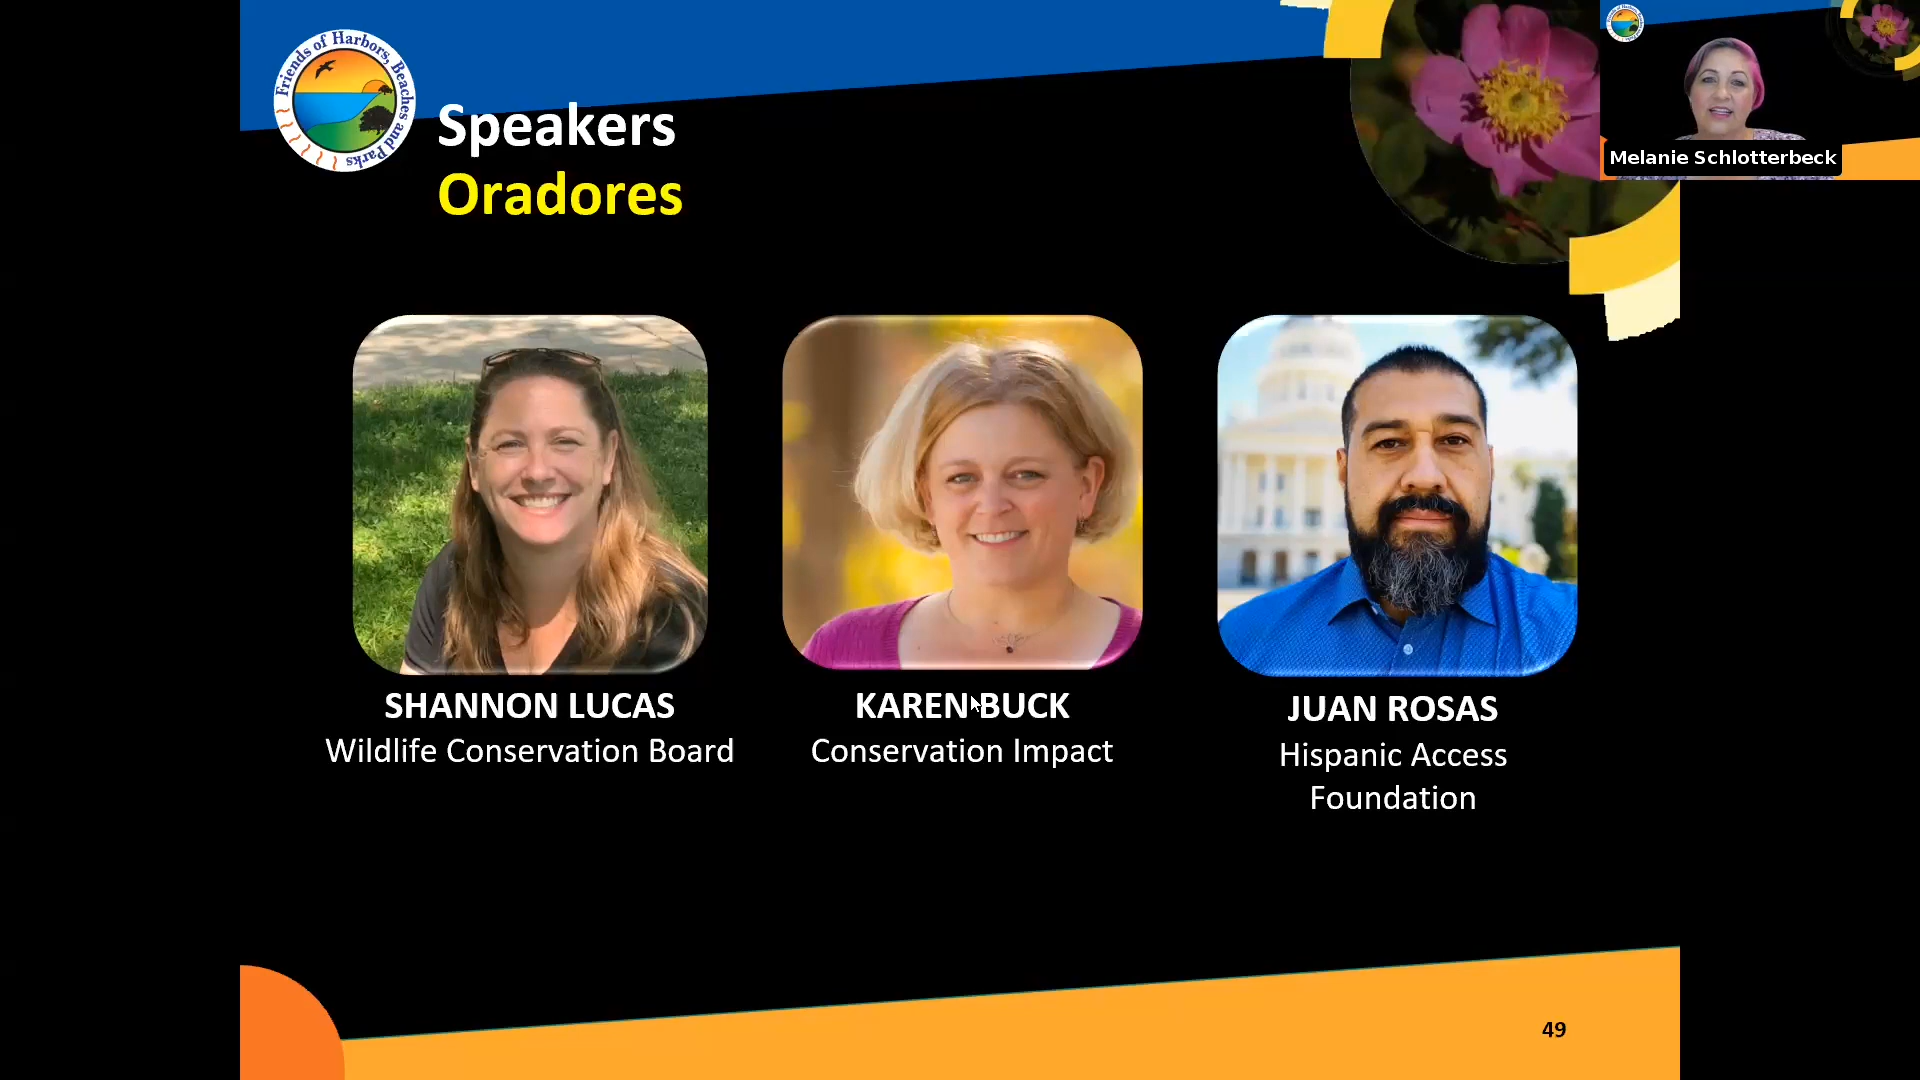 Friends of Harbors, Beaches and Parks
Speakers
Oradores
Melanie Schlotterbeck
SHANNON LUCAS
Wildlife Conservation Board
KAREN BUCK
Conservation Impact
JUAN ROSAS
Hispanic Access
Foundation
49